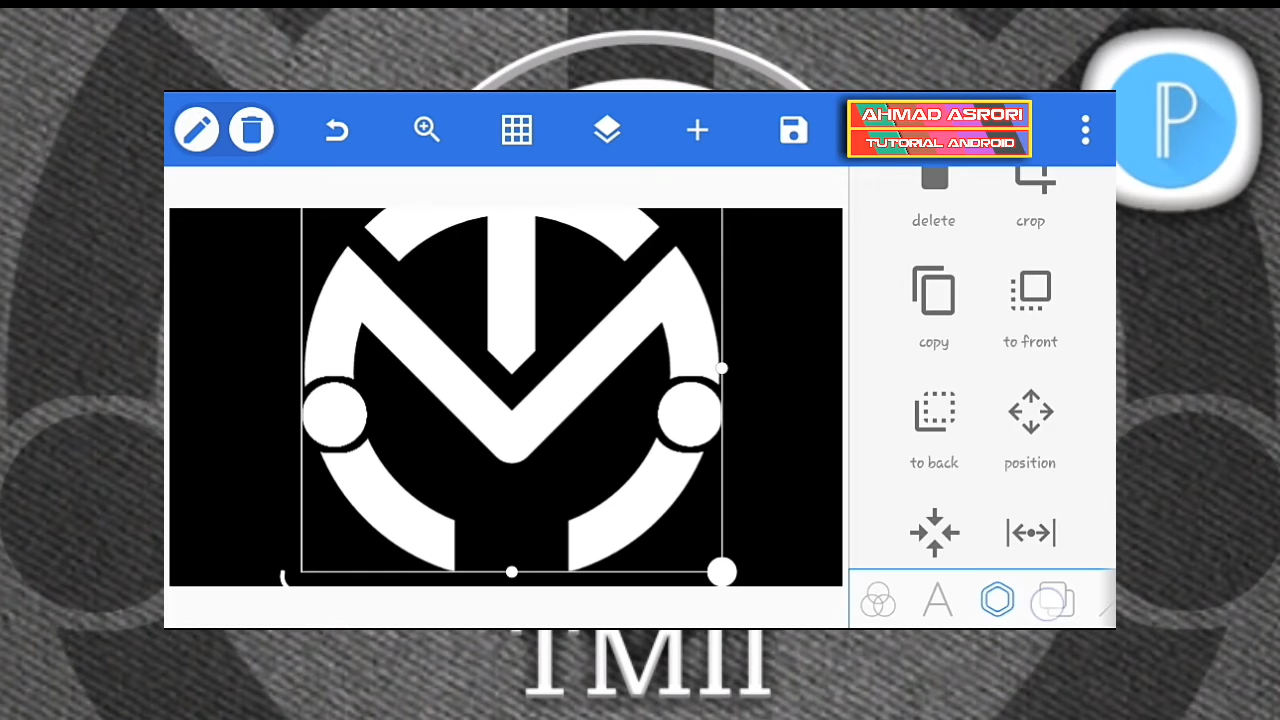 AHMAD ASRORI
TUTORIAL ANDROID
delete
crop
copy
to front
to back
position
TMII